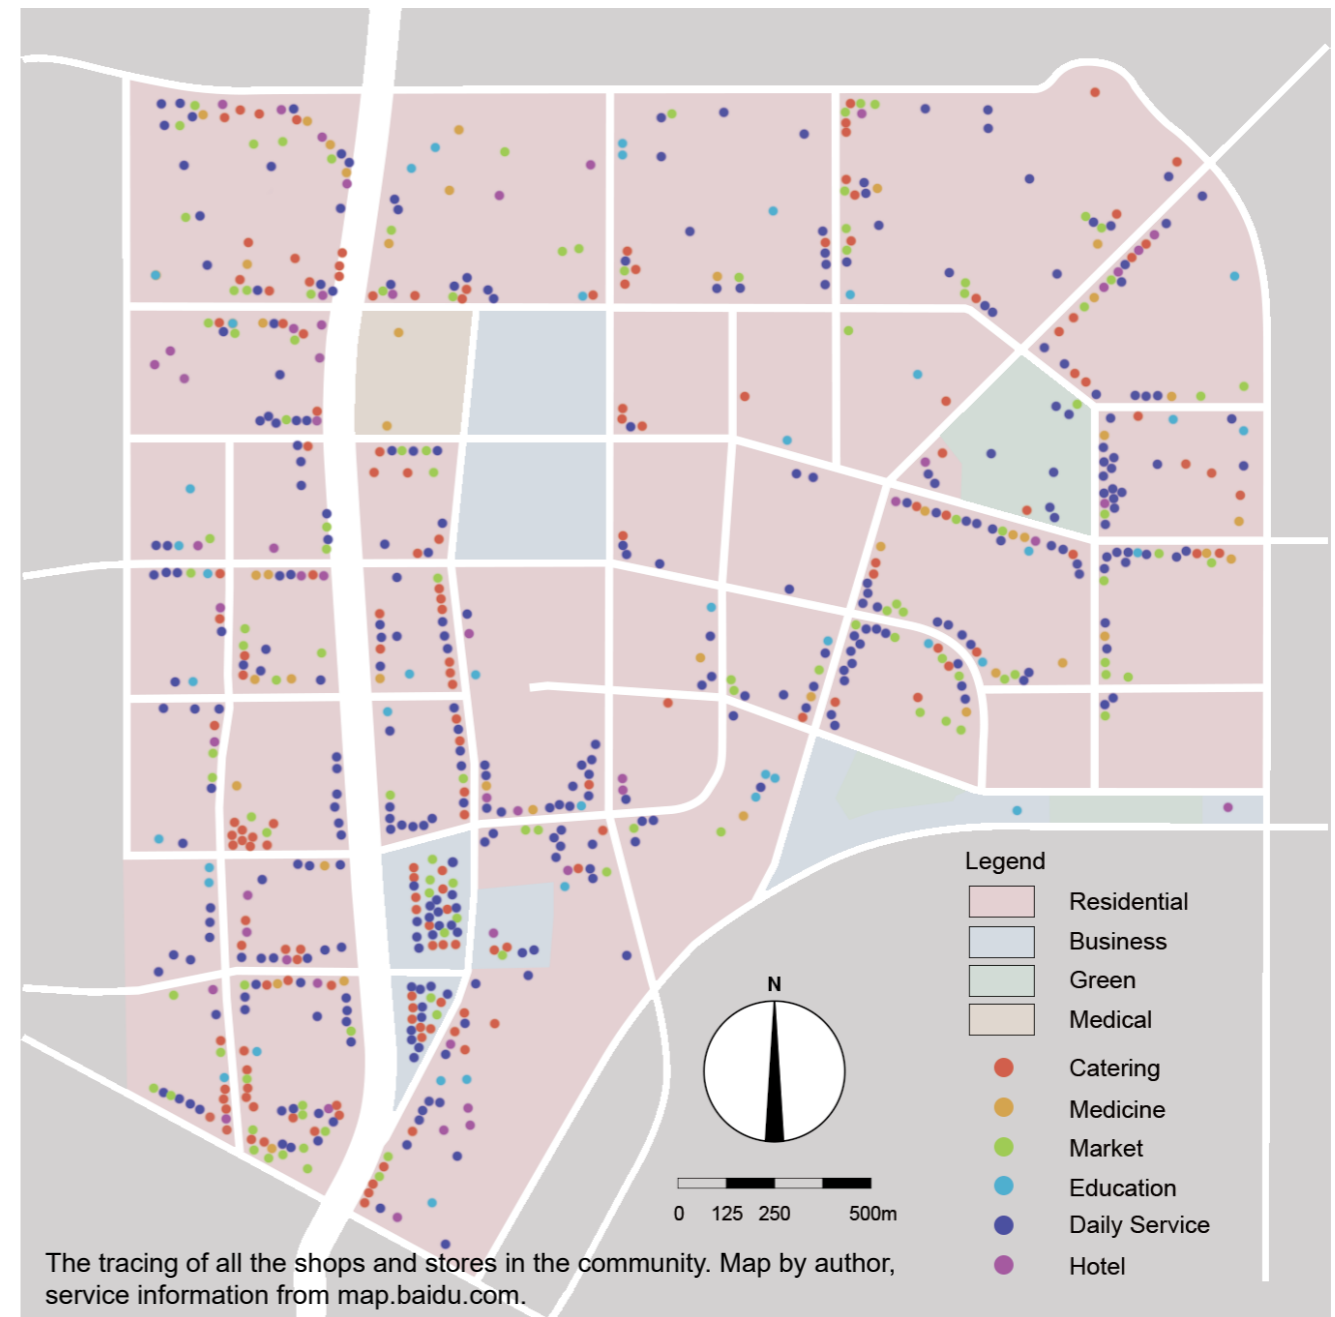 Legend
Residential
Business
Green
Medical
Catering
Medicine
Market
Education
Daily Service
Hotel
N
0 125 250 500m
The tracing of all the shops and stores in the community. Map by author,
service information from map.baidu.com.